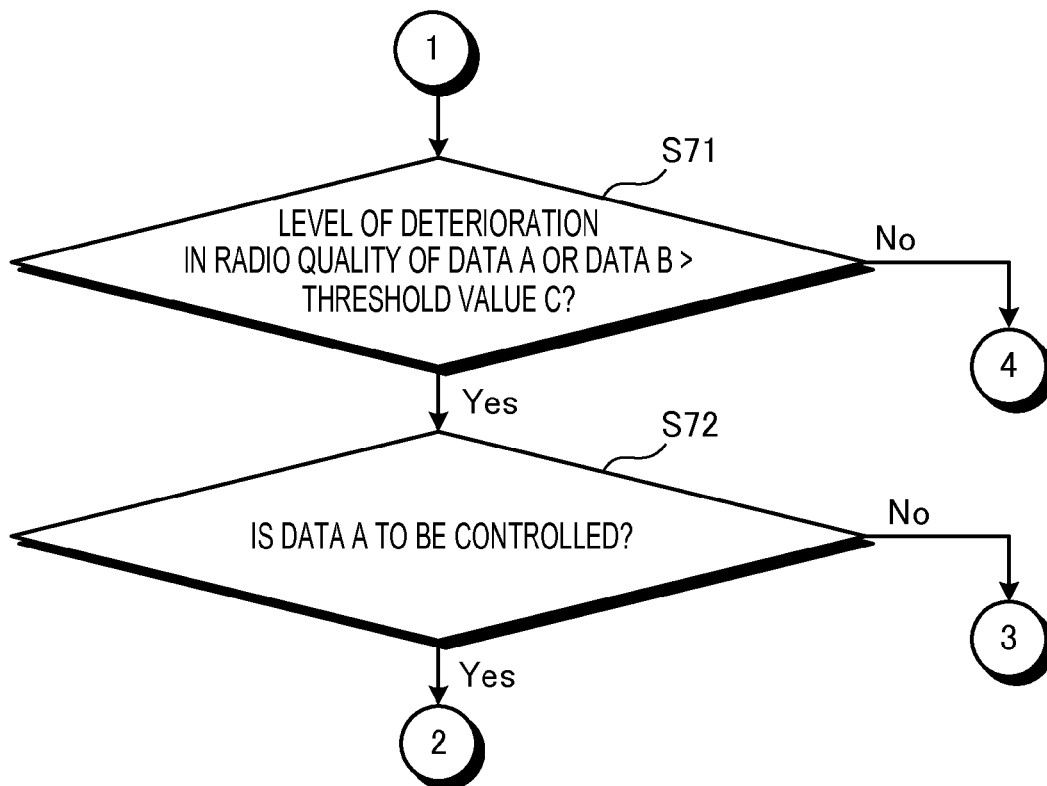 1
S71
LEVEL OF DETERIORATION
IN RADIO QUALITY OF DATA A OR DATA B >
THRESHOLD VALUE C?
No
4
Yes
S72
IS DATA A TO BE CONTROLLED?
No
3
Yes
2